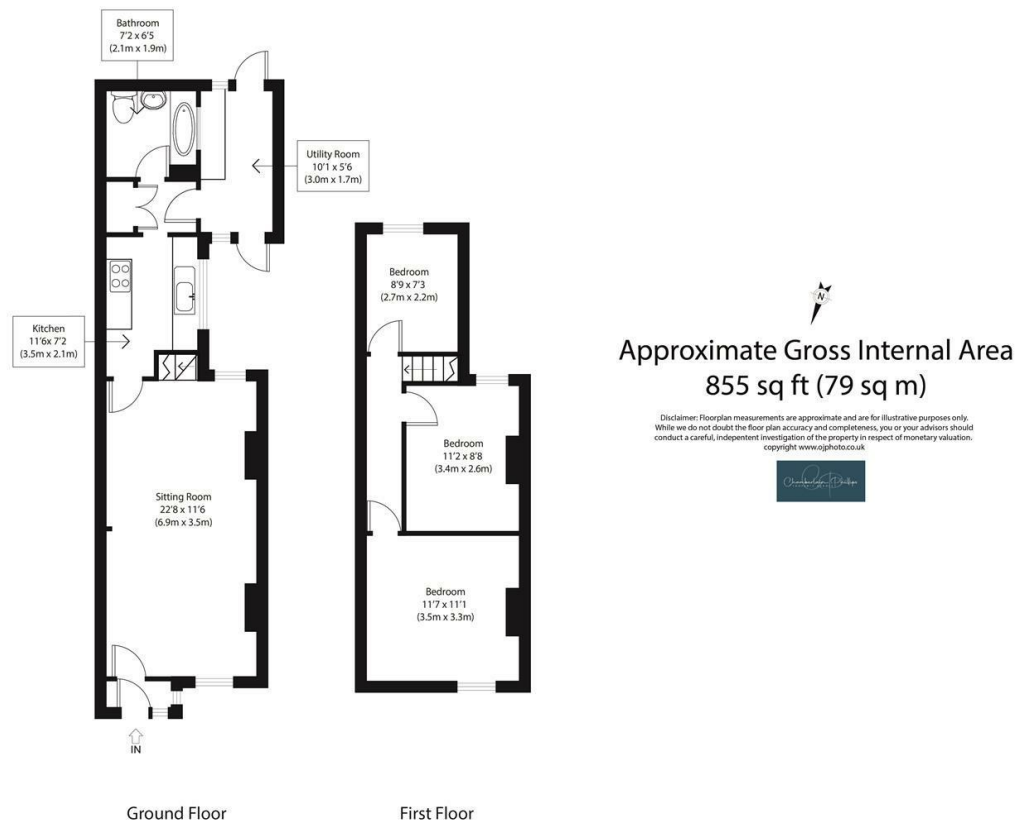 Bathroom
7'2 x 6'5
(2.1m x 1.9m)
Utility Room
10'1 x 5'6
(3.0m x 1.7m)
Kitchen
11'6x 7'2
(3.5m x 2.1m)
Sitting Room
22'8 x 11'6
(6.9m x 3.5m)
IN
Ground Floor
Bedroom
8'9 x 7'3
(2.7m x 2.2m)
Bedroom
11'2 x 8'8
(3.4m x 2.6m)
Bedroom
11'7 x 11'1
(3.5m x 3.3m)
First Floor
N
Approximate Gross Internal Area
855 sq ft (79 sq m)
Disclaimer: Floorplan measurements are approximate and are for illustrative purposes only.
While we do not doubt the floor plan accuracy and completeness, you or your advisors should
conduct a careful, independent investigation of the property in respect of monetary valuation.
copyright www.ojphoto.co.uk
Chamberlain Phillips